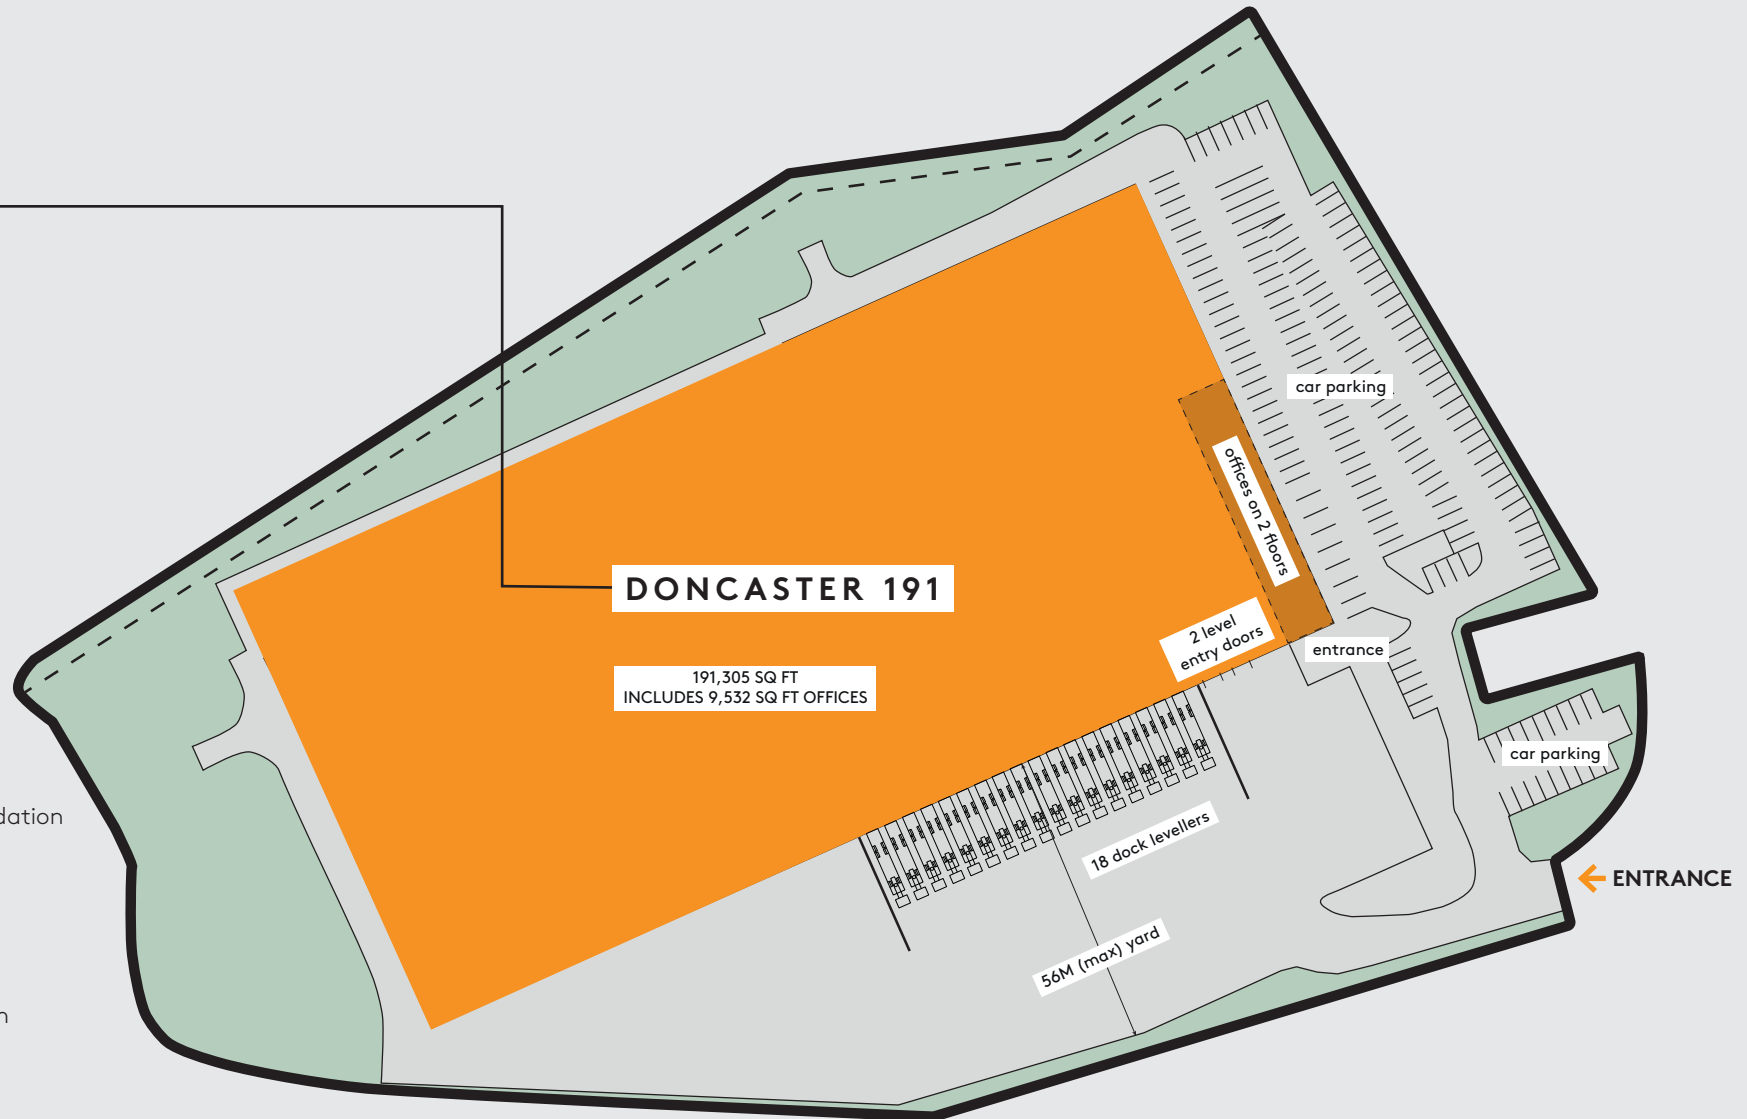 car parking
offices on 2 floors
DONCASTER 191
2 level
entry doors
entrance
191,305 SQ FT
INCLUDES 9,532 SQ FT OFFICES
car parking
dation
18 dock levellers
ENTRANCE
56M (max) yard
n